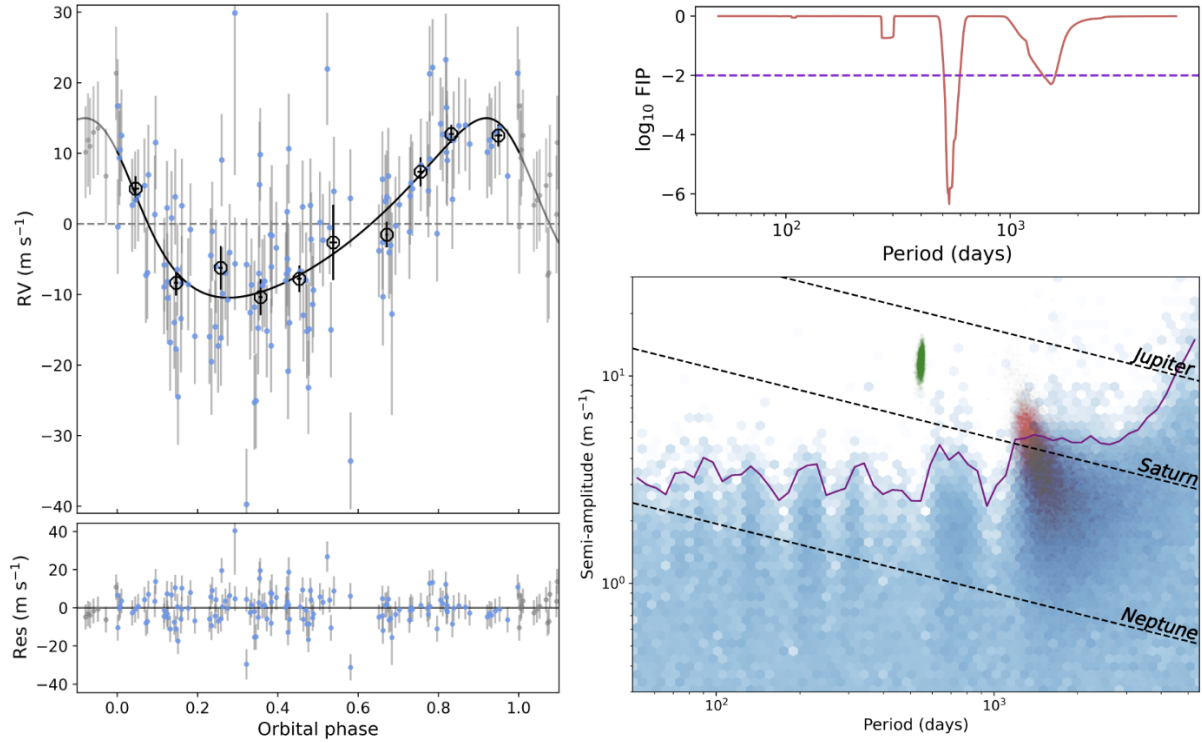 30
20
10
0
−10
−20
−30
−40
RV (m s⁻¹)
40
20
0
−20
−40
Res (m s⁻¹)
0.0 0.2 0.4 0.6 0.8 1.0
Orbital phase
0
−2
−4
−6
log₁₀ FIP
10² 10³
Period (days)
10¹
10⁰
Semi-amplitude (m s⁻¹)
Jupiter
Saturn
Neptune
10² 10³
Period (days)